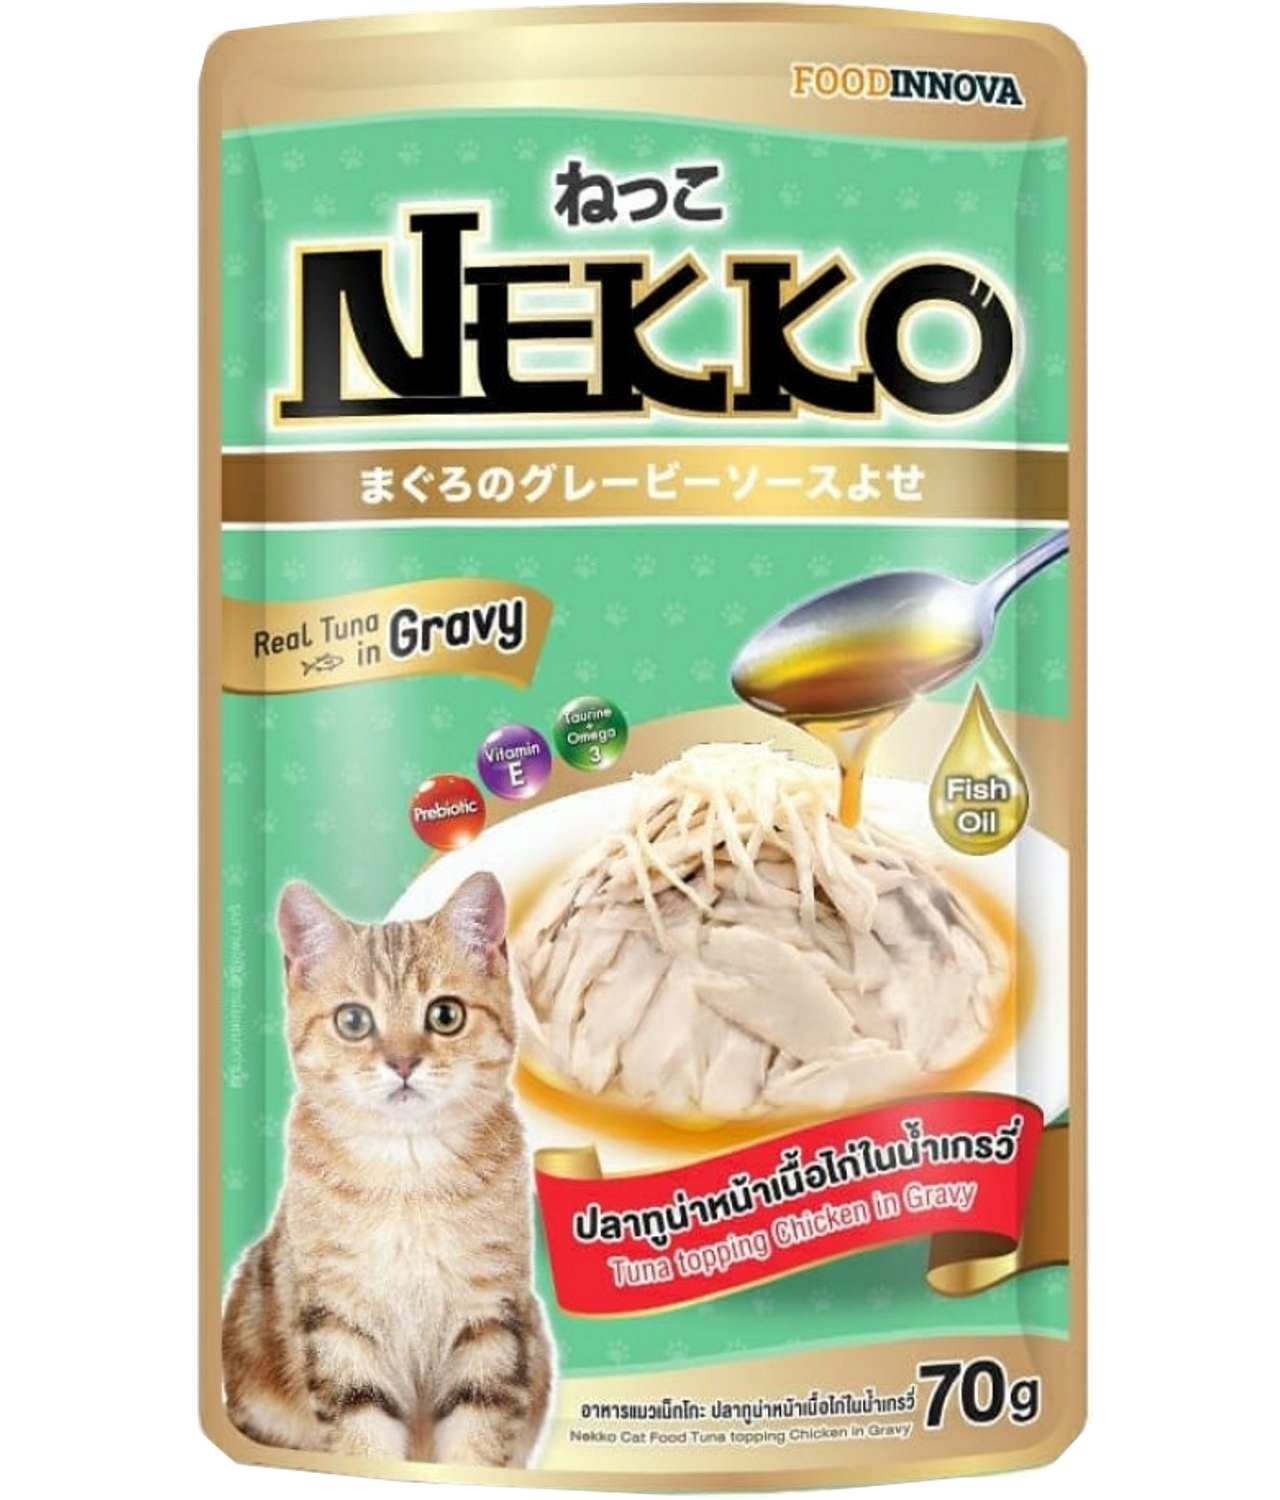 FOODINNOVA
ねっこ
NEKKO
まぐろのグレービーソースよせ
Real Tuna
in Gravy
Taurine
+
Omega
3
Vitamin
E
Prebiotic
Fish
Oil
ปลาทูน่าหน้าเนื้อไก่ในน้ำเกรวี่
Tuna topping Chicken in Gravy
อาหารแมวเน็กโกะ ปลาทูน่าหน้าเนื้อไก่ในน้ำเกรวี่
Nekko Cat Food Tuna topping Chicken in Gravy
70g